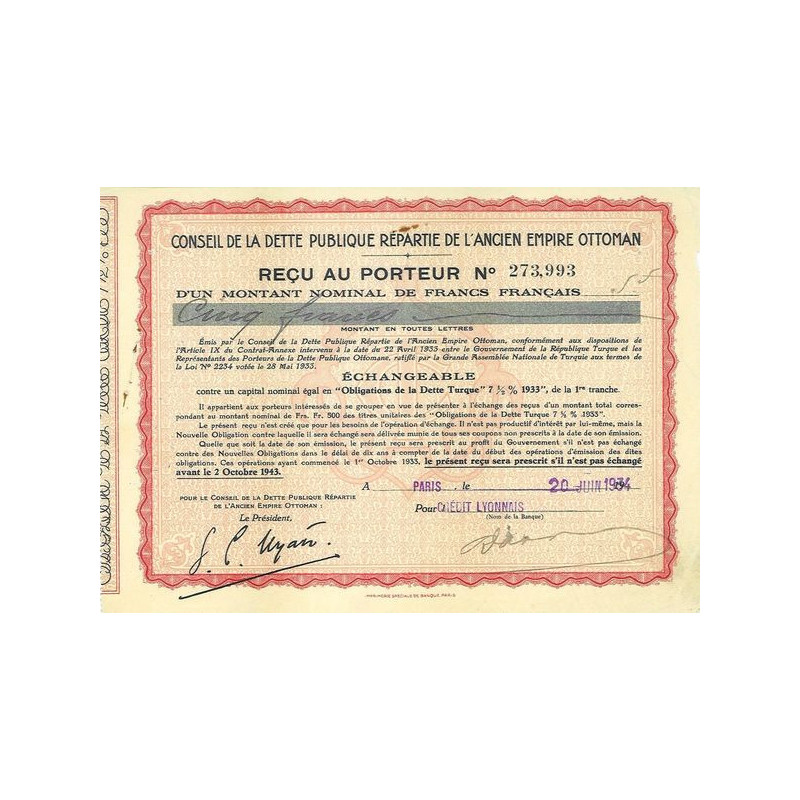 CONSEIL DE LA DETTE PUBLIQUE RÉPARTIE DE L'ANCIEN EMPIRE OTTOMAN
REÇU AU PORTEUR No 273,993
D'UN MONTANT NOMINAL DE FRANCS FRANÇAIS
Cinq francs
MONTANT EN TOUTES LETTRES
Émis par le Conseil de la Dette Publique Répartie de l'Ancien Empire Ottoman, conformément aux dispositions de
l'Article IX du Contrat-Annexe intervenu à la date du 22 Avril 1933 entre le Gouvernement de la République Turque et les
Représentants des Porteurs de la Dette Publique Ottomane, ratifié par la Grande Assemblée Nationale de Turquie aux termes de
la Loi No 2234 votée le 28 Mai 1933.
ÉCHANGEABLE
contre un capital nominal égal en "Obligations de la Dette Turque" 7 ½ % 1933", de la 1re tranche.
Il appartient aux porteurs intéressés de se grouper en vue de présenter à l'échange des reçus d'un montant total corres-
pondant au montant nominal de Frs. Fr. 500 des titres unitaires des "Obligations de la Dette Turque 7 ½ % .1933".
Le présent reçu n'est créé que pour les besoins de l'opération d'échange. Il n'est pas productif d'intérêt par lui-même, mais la
Nouvelle Obligation contre laquelle il sera échangé sera délivrée munie de tous ses coupons non prescrits à la date de son émission.
Quelle que soit la date de son émission, le présent reçu sera prescrit au profit du Gouvernement s'il n'est pas échangé
contre des Nouvelles Obligations dans le délai de dix ans à compter de la date du début des opérations d'émission des dites
obligations. Ces opérations ayant commencé le 1er Octobre 1933, le présent reçu sera prescrit s'il n'est pas échangé
avant le 2 Octobre 1943.
A PARIS, le 20 JUIN 1934
POUR LE CONSEIL DE LA DETTE PUBLIQUE RÉPARTIE
DE L'ANCIEN EMPIRE OTTOMAN :
Pour CRÉDIT LYONNAIS
(Nom de la Banque)
Le Président,
IMPRIMERIE SPÉCIALE DE BANQUE, PARIS